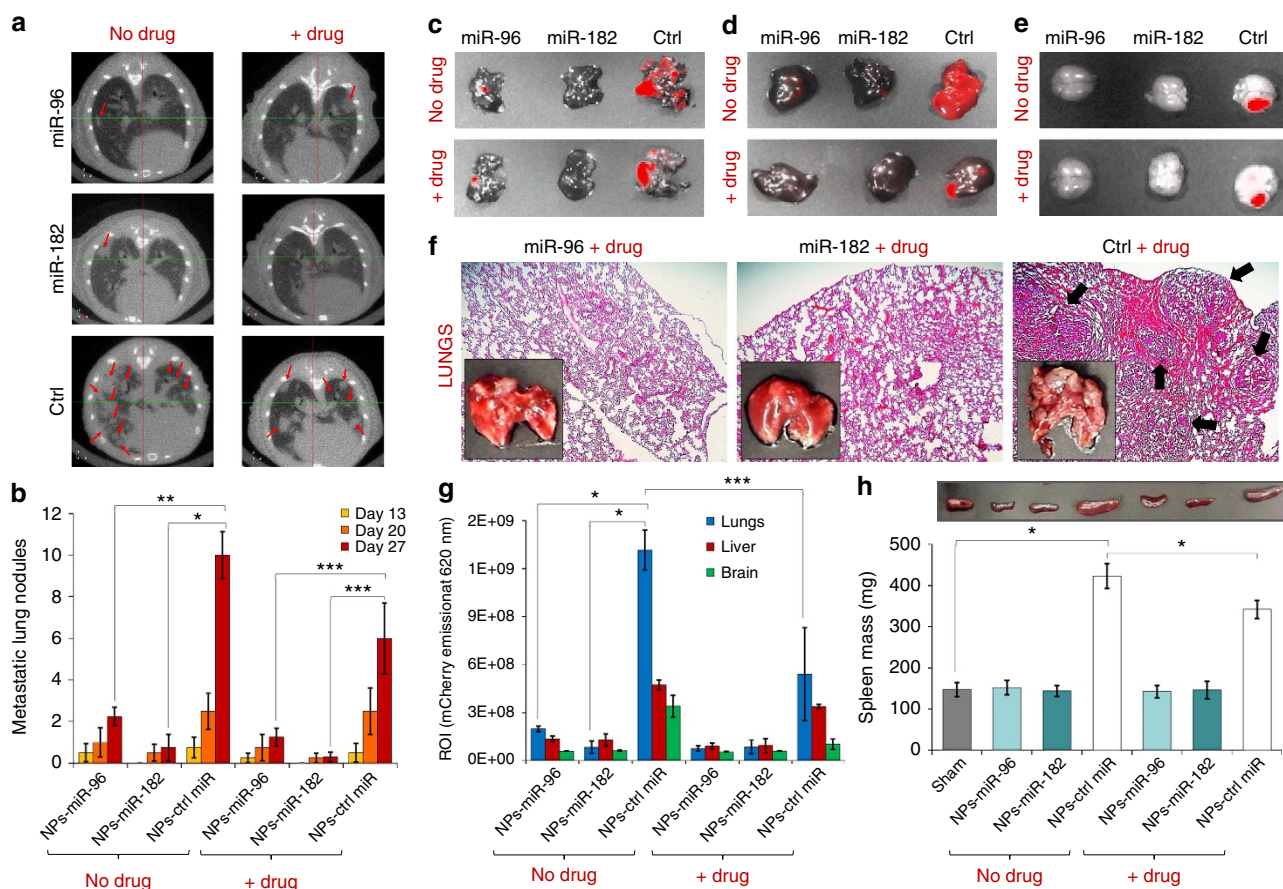 a
No drug
+ drug
miR-96
miR-182
Ctrl
c
miR-96 miR-182 Ctrl
No drug
+ drug
d
miR-96 miR-182 Ctrl
No drug
+ drug
e
miR-96 miR-182 Ctrl
No drug
+ drug
f
miR-96 + drug
miR-182 + drug
Ctrl + drug
LUNGS
b
Metastatic lung nodules
12
10
8
6
4
2
0
Day 13
Day 20
Day 27
**
*
***
***
NPs-miR-96
NPs-miR-182
NPs-ctrl miR
NPs-miR-96
NPs-miR-182
NPs-ctrl miR
No drug
+ drug
g
ROI (mCherry emissionat 620 nm)
2E+09
1E+09
9E+08
6E+08
3E+08
0E+00
Lungs
Liver
Brain
*
*
***
NPs-miR-96
NPs-miR-182
NPs-ctrl miR
NPs-miR-96
NPs-miR-182
NPs-ctrl miR
No drug
+ drug
h
Spleen mass (mg)
500
400
300
200
100
0
*
*
Sham
NPs-miR-96
NPs-miR-182
NPs-ctrl miR
NPs-miR-96
NPs-miR-182
NPs-ctrl miR
No drug
+ drug